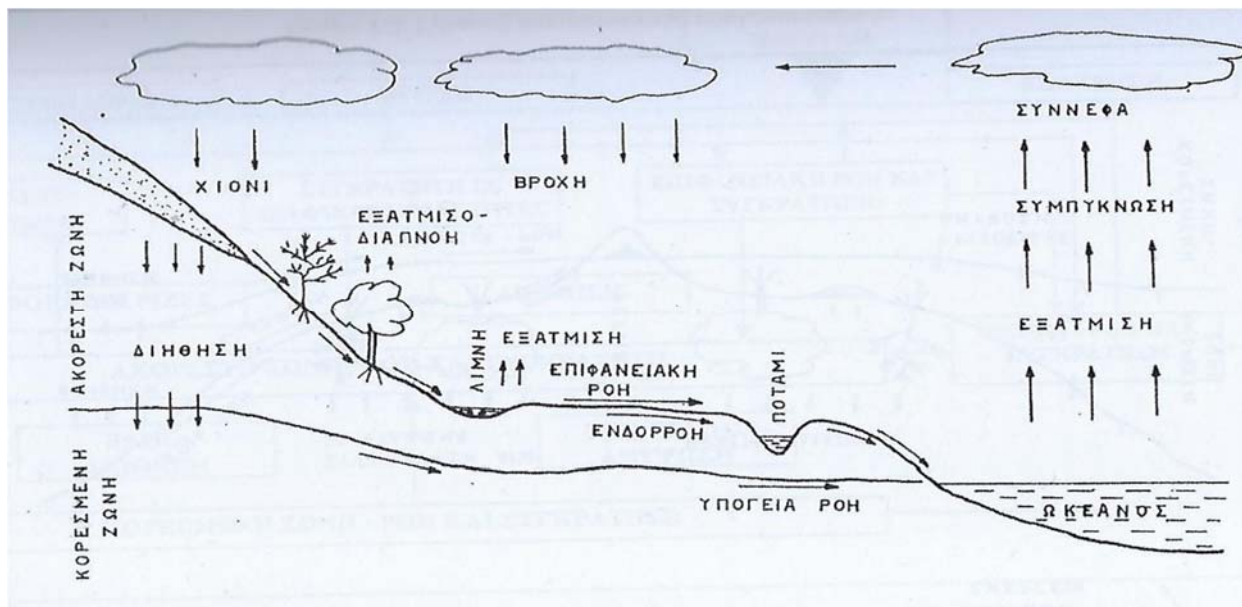 ΣΥΝΝΕΦΑ
ΧΙΟΝΙ
ΒΡΟΧΗ
ΣΥΜΠΥΚΝΩΣΗ
ΕΞΑΤΜΙΣΟ-
ΔΙΑΠΝΟΗ
ΑΚΟΡΕΣΤΗ ΖΩΝΗ
ΔΙΗΘΗΣΗ
ΛΙΜΝΗ
ΕΞΑΤΜΙΣΗ
ΕΞΑΤΜΙΣΗ
ΕΠΙΦΑΝΕΙΑΚΗ
ΡΟΗ
ΠΟΤΑΜΙ
ΕΝΔΟΡΡΟΗ
ΚΟΡΕΣΜΕΝΗ
ΖΩΝΗ
ΥΠΟΓΕΙΑ ΡΟΗ
ΩΚΕΑΝΟΣ